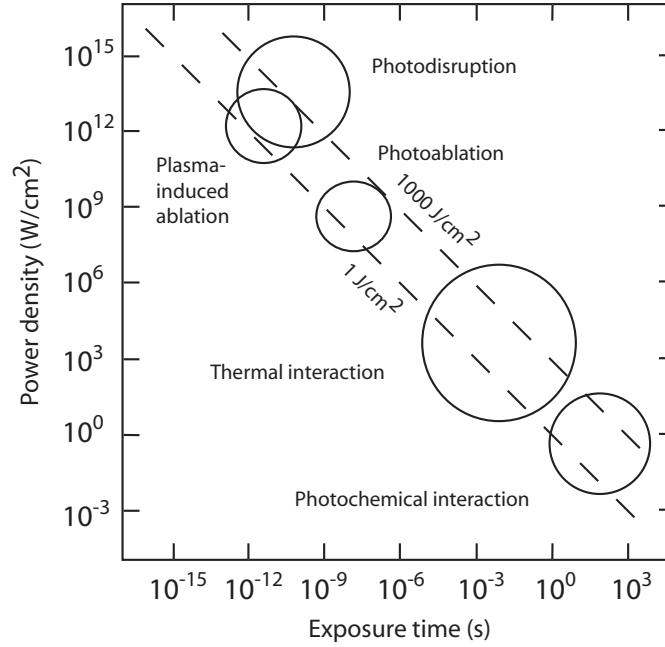 Power density (W/cm²)
10¹⁵
10¹²
10⁹
10⁶
10³
10⁰
10⁻³
Photodisruption
Photoablation
Plasma-
induced
ablation
1000 J/cm²
1 J/cm²
Thermal interaction
Photochemical interaction
10⁻¹⁵ 10⁻¹² 10⁻⁹ 10⁻⁶ 10⁻³ 10⁰ 10³
Exposure time (s)